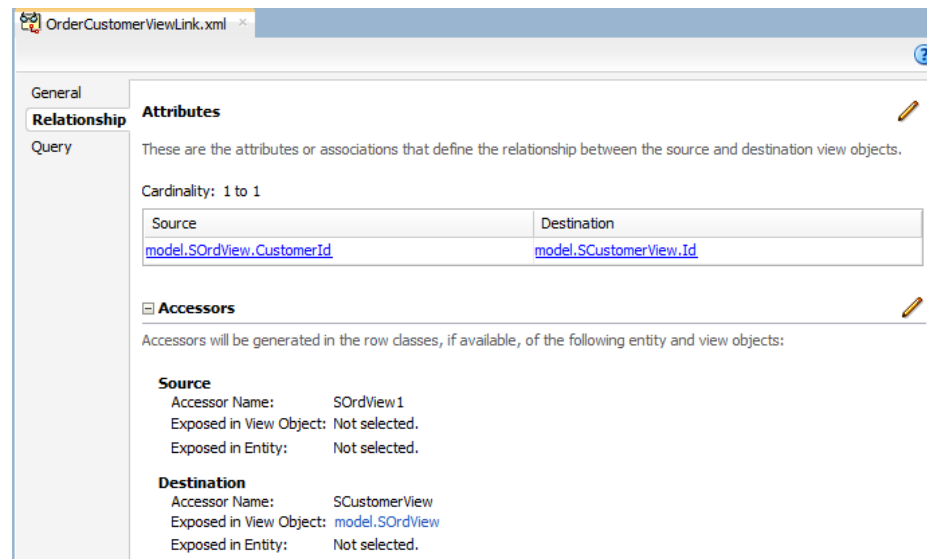 OrderCustomerViewLink.xml ×
?
General
Relationship
Query
Attributes
These are the attributes or associations that define the relationship between the source and destination view objects.
Cardinality: 1 to 1
Source Destination
model.SOrdView.CustomerId model.SCustomerView.Id
Accessors
Accessors will be generated in the row classes, if available, of the following entity and view objects:
Source
Accessor Name: SOrdView1
Exposed in View Object: Not selected.
Exposed in Entity: Not selected.
Destination
Accessor Name: SCustomerView
Exposed in View Object: model.SOrdView
Exposed in Entity: Not selected.